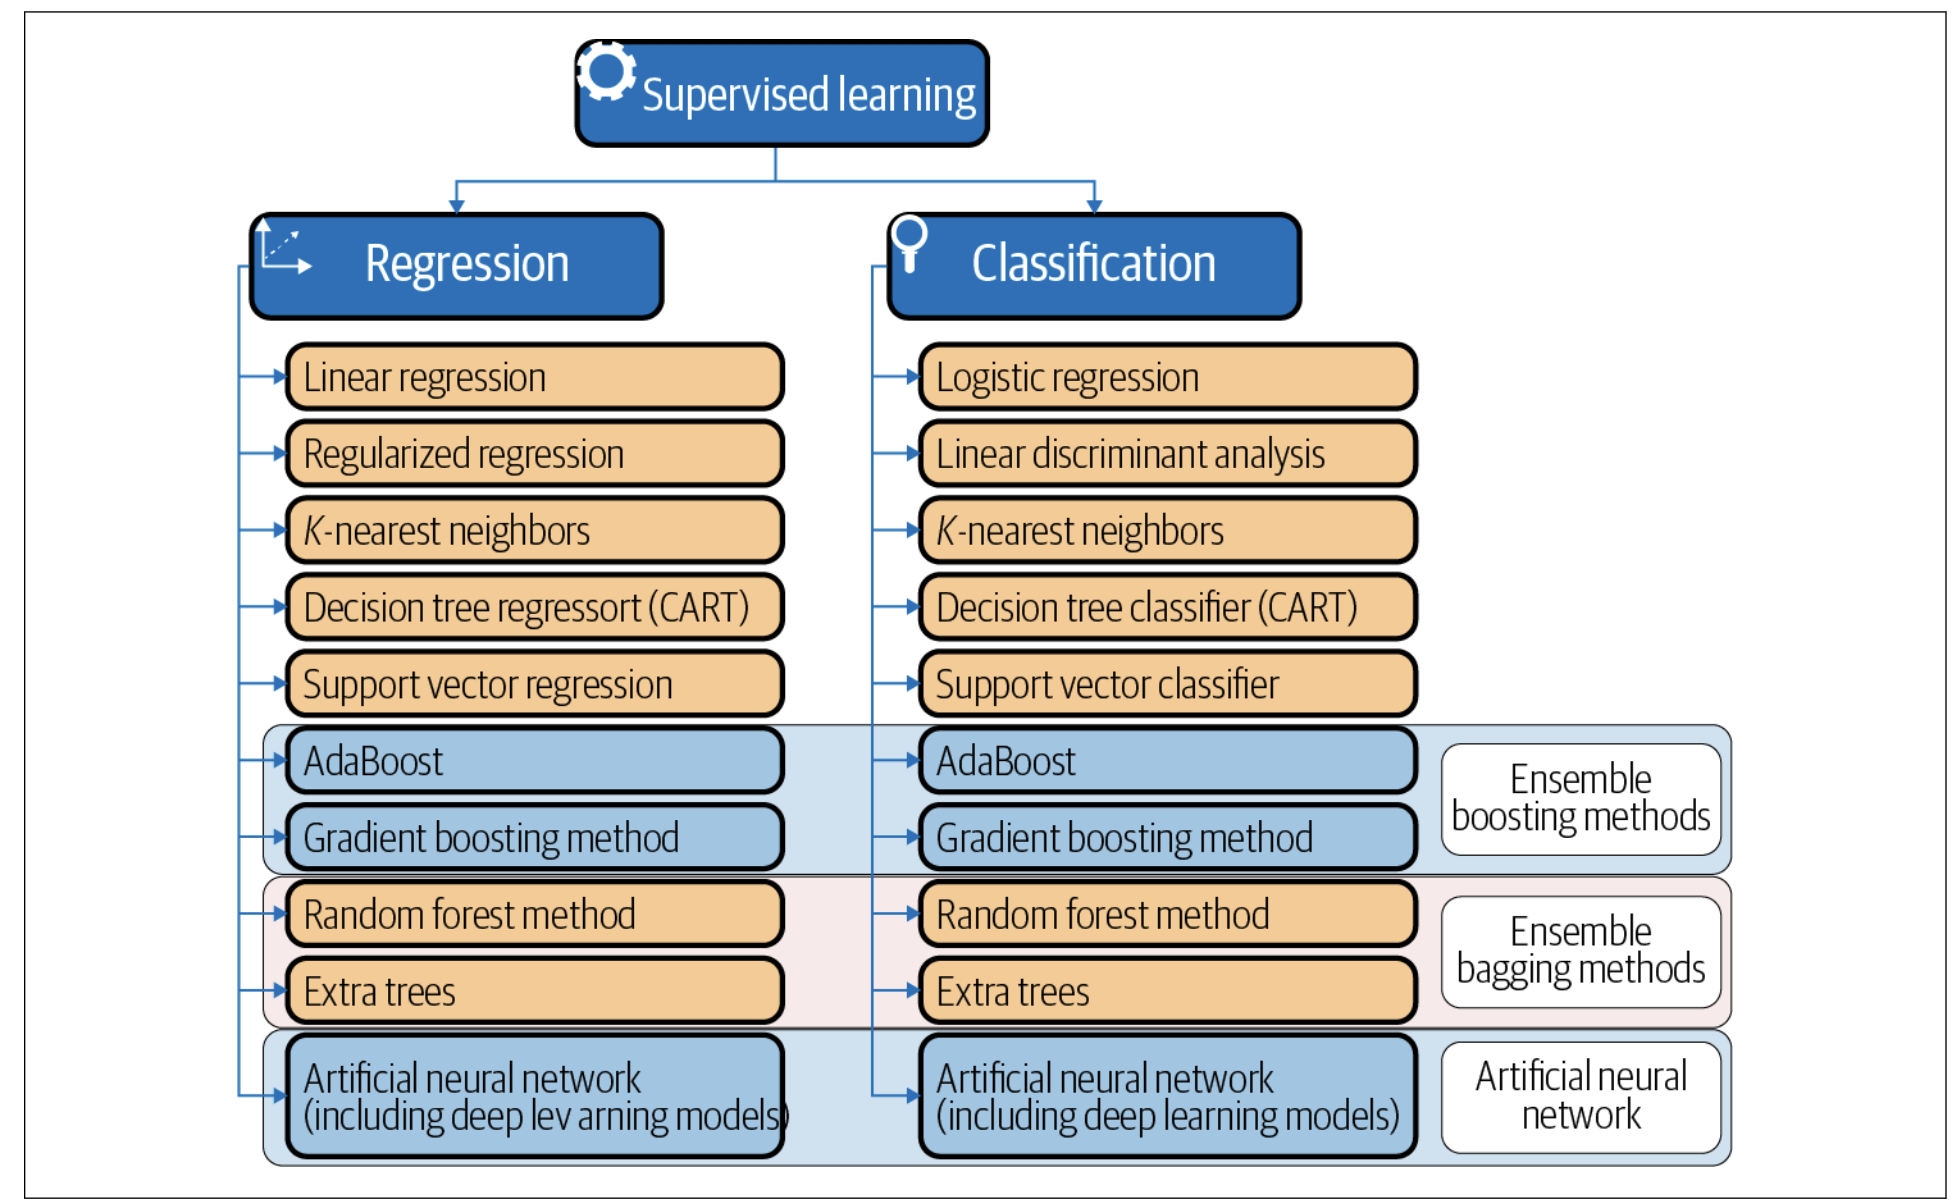 Supervised learning
Regression
Classification
Linear regression
Regularized regression
K-nearest neighbors
Decision tree regressort (CART)
Support vector regression
AdaBoost
Gradient boosting method
Random forest method
Extra trees
Artificial neural network
(including deep lev arning models)
Logistic regression
Linear discriminant analysis
K-nearest neighbors
Decision tree classifier (CART)
Support vector classifier
AdaBoost
Gradient boosting method
Random forest method
Extra trees
Artificial neural network
(including deep learning models)
Ensemble
boosting methods
Ensemble
bagging methods
Artificial neural
network